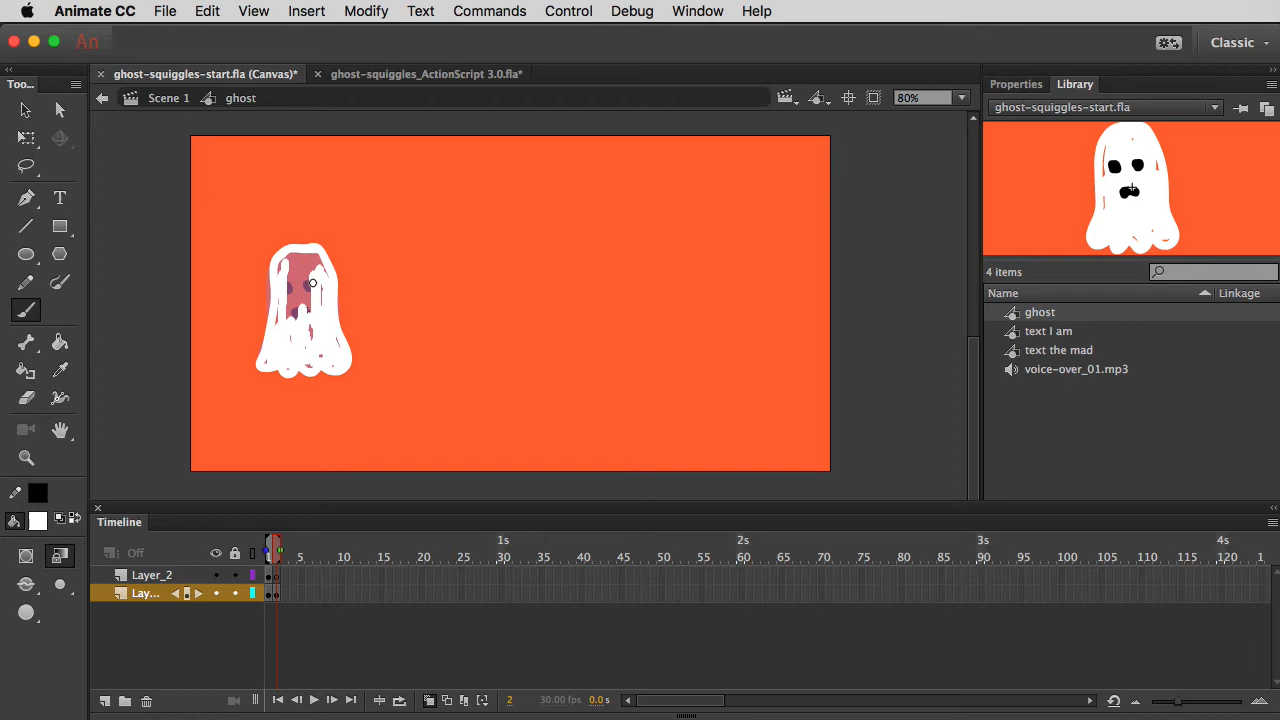 Animate CC File Edit View Insert Modify Text Commands Control Debug Window Help
An Classic
Too... ghost-squiggles-start.fla (Canvas)* ghost-squiggles_ActionScript 3.0.fla* Properties Library
Scene 1 ghost 80% ghost-squiggles-start.fla
T
4 items
Name Linkage
ghost
text I am
text the mad
voice-over_01.mp3
Timeline
Off 1s 2s 3s 4s
1 5 10 15 20 25 30 35 40 45 50 55 60 65 70 75 80 85 90 95 100 105 110 115 120 1
Layer_2
Lay...
2 30.00 fps 0.0 s